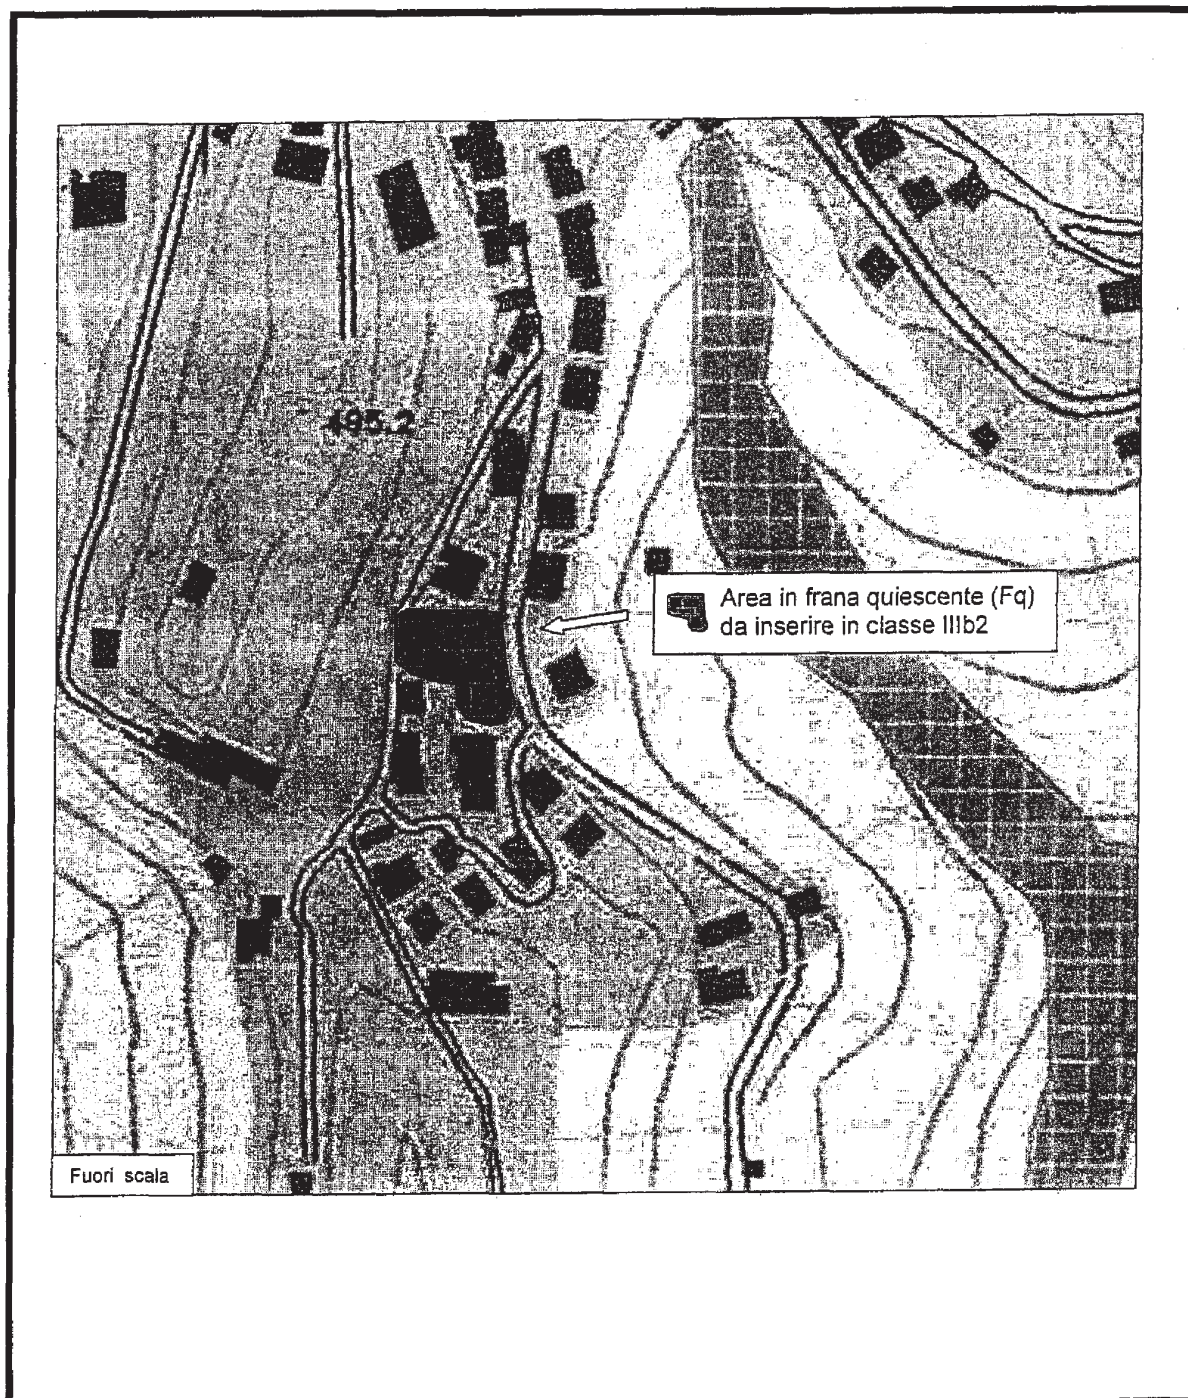 495.2
Area in frana quiescente (Fq)
da inserire in classe IIIb2
Fuori scala